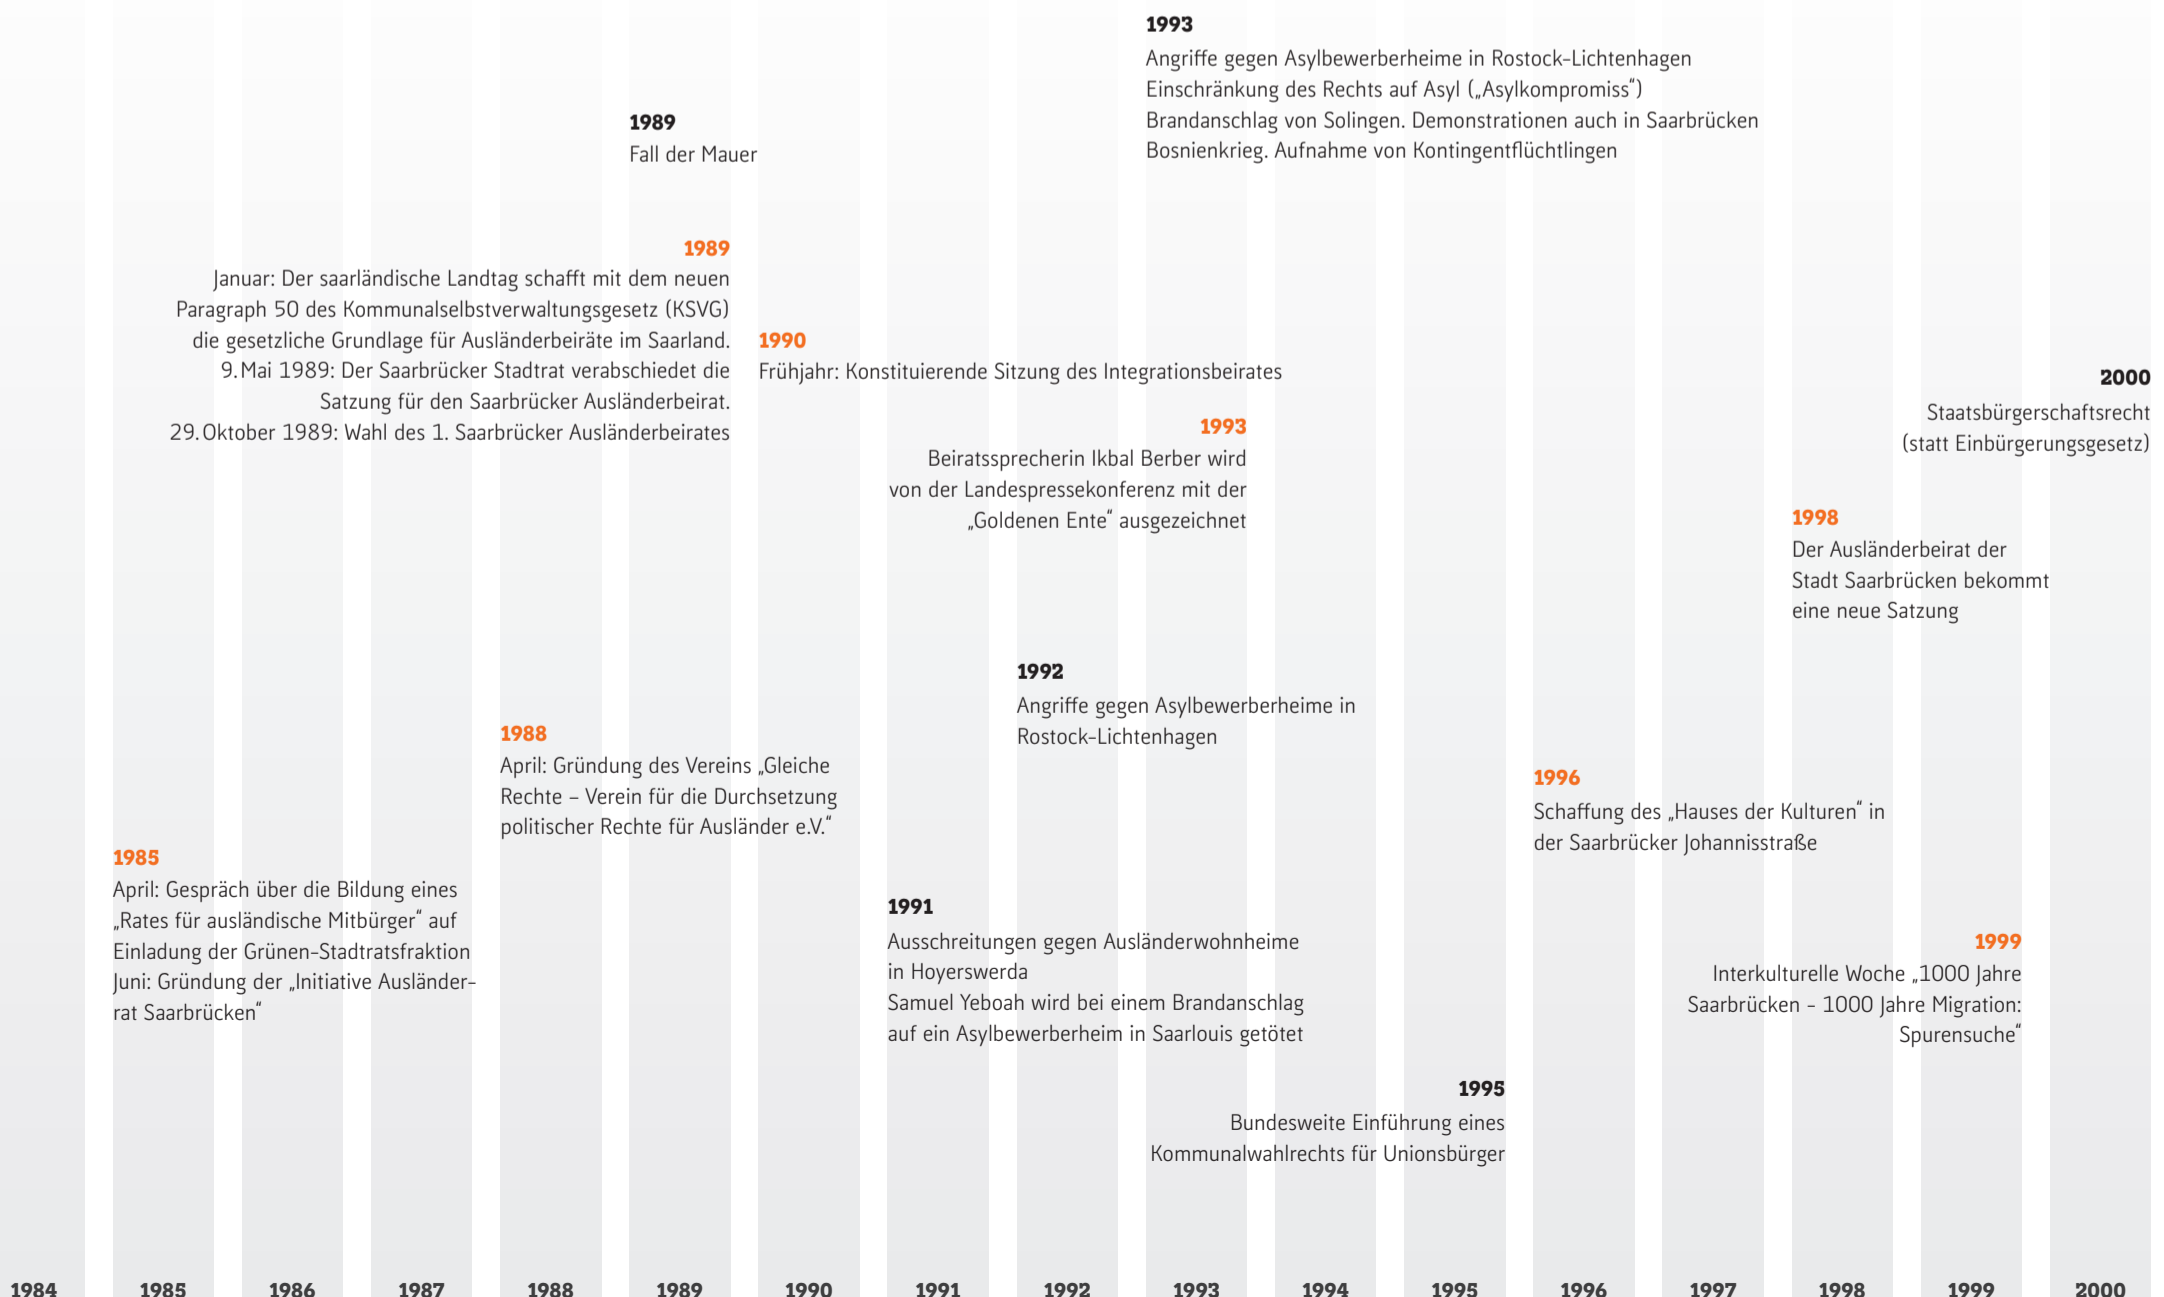 1993
Angriffe gegen Asylbewerberheime in Rostock-Lichtenhagen
Einschränkung des Rechts auf Asyl („Asylkompromiss“)
Brandanschlag von Solingen. Demonstrationen auch in Saarbrücken
Bosnienkrieg. Aufnahme von Kontingentflüchtlingen
1989
Fall der Mauer
1989
Januar: Der saarländische Landtag schafft mit dem neuen
Paragraph 50 des Kommunalselbstverwaltungsgesetz (KSVG)
die gesetzliche Grundlage für Ausländerbeiräte im Saarland.
9. Mai 1989: Der Saarbrücker Stadtrat verabschiedet die
Satzung für den Saarbrücker Ausländerbeirat.
29. Oktober 1989: Wahl des 1. Saarbrücker Ausländerbeirates
1990
Frühjahr: Konstituierende Sitzung des Integrationsbeirates
2000
Staatsbürgerschaftsrecht
(statt Einbürgerungsgesetz)
1993
Beiratssprecherin Ikbal Berber wird
von der Landespressekonferenz mit der
„Goldenen Ente“ ausgezeichnet
1998
Der Ausländerbeirat der
Stadt Saarbrücken bekommt
eine neue Satzung
1992
Angriffe gegen Asylbewerberheime in
Rostock-Lichtenhagen
1988
April: Gründung des Vereins „Gleiche
Rechte – Verein für die Durchsetzung
politischer Rechte für Ausländer e.V.“
1996
Schaffung des „Hauses der Kulturen“ in
der Saarbrücker Johannisstraße
1985
April: Gespräch über die Bildung eines
„Rates für ausländische Mitbürger“ auf
Einladung der Grünen-Stadtratsfraktion
Juni: Gründung der „Initiative Ausländer-
rat Saarbrücken“
1991
Ausschreitungen gegen Ausländerwohnheime
in Hoyerswerda
Samuel Yeboah wird bei einem Brandanschlag
auf ein Asylbewerberheim in Saarlouis getötet
1999
Interkulturelle Woche „1000 Jahre
Saarbrücken - 1000 Jahre Migration:
Spurensuche“
1995
Bundesweite Einführung eines
Kommunalwahlrechts für Unionsbürger
1984 1985 1986 1987 1988 1989 1990 1991 1992 1993 1994 1995 1996 1997 1998 1999 2000